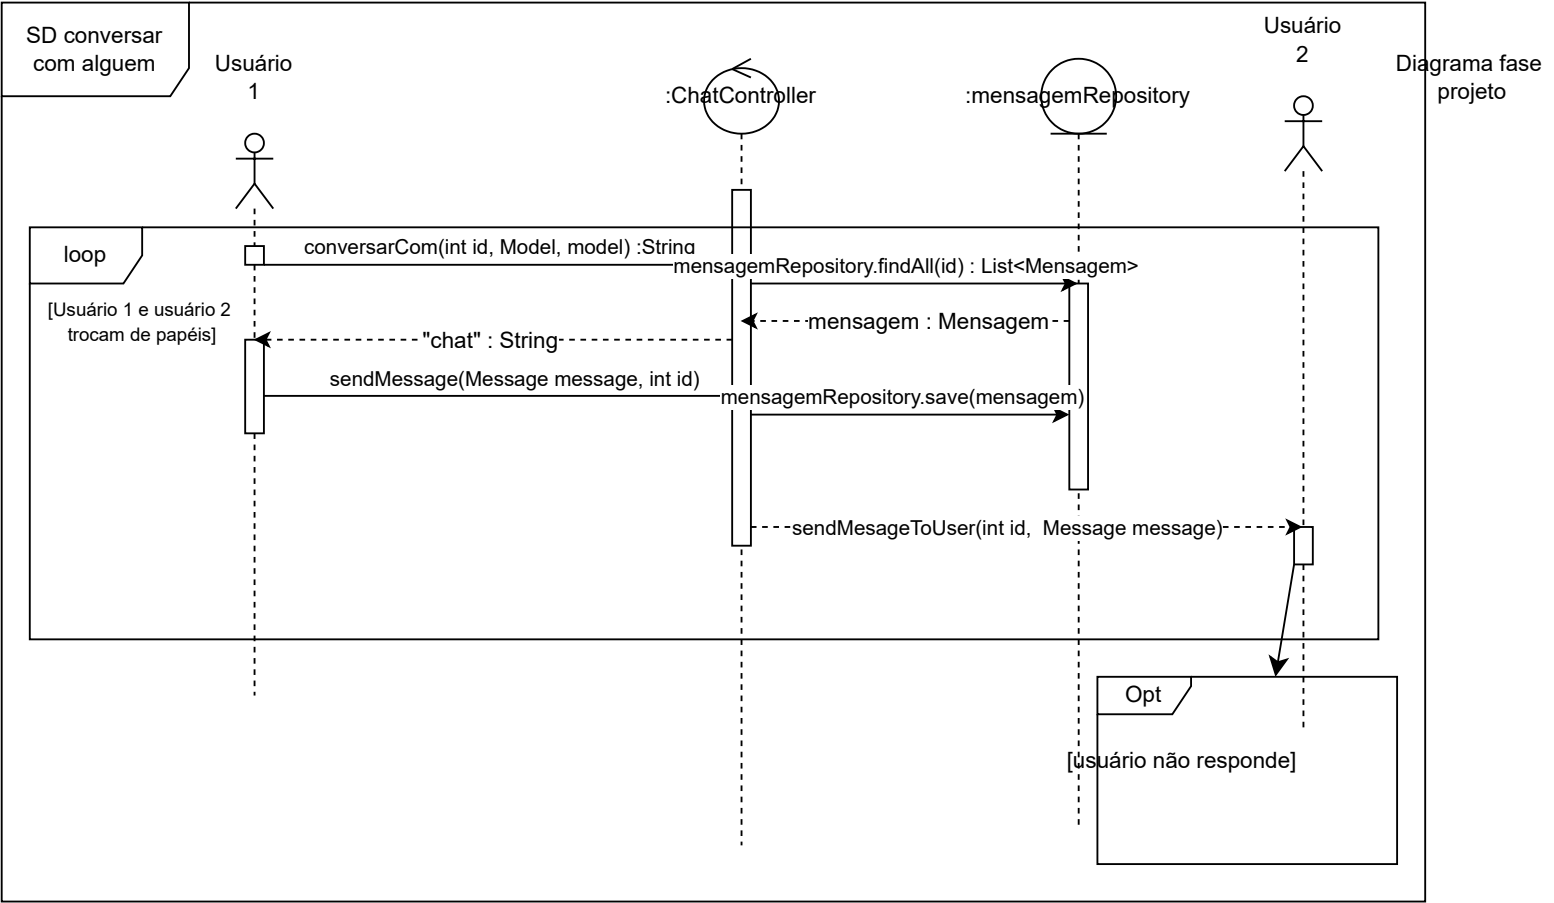 SD conversar
com alguem
Usuário
1
:ChatController
:mensagemRepository
Usuário
2
Diagrama fase
projeto
loop
[Usuário 1 e usuário 2
trocam de papéis]
conversarCom(int id, Model, model) :String
mensagemRepository.findAll(id) : List<Mensagem>
mensagem : Mensagem
"chat" : String
sendMessage(Message message, int id)
mensagemRepository.save(mensagem)
sendMesageToUser(int id,  Message message)
Opt
[usuário não responde]